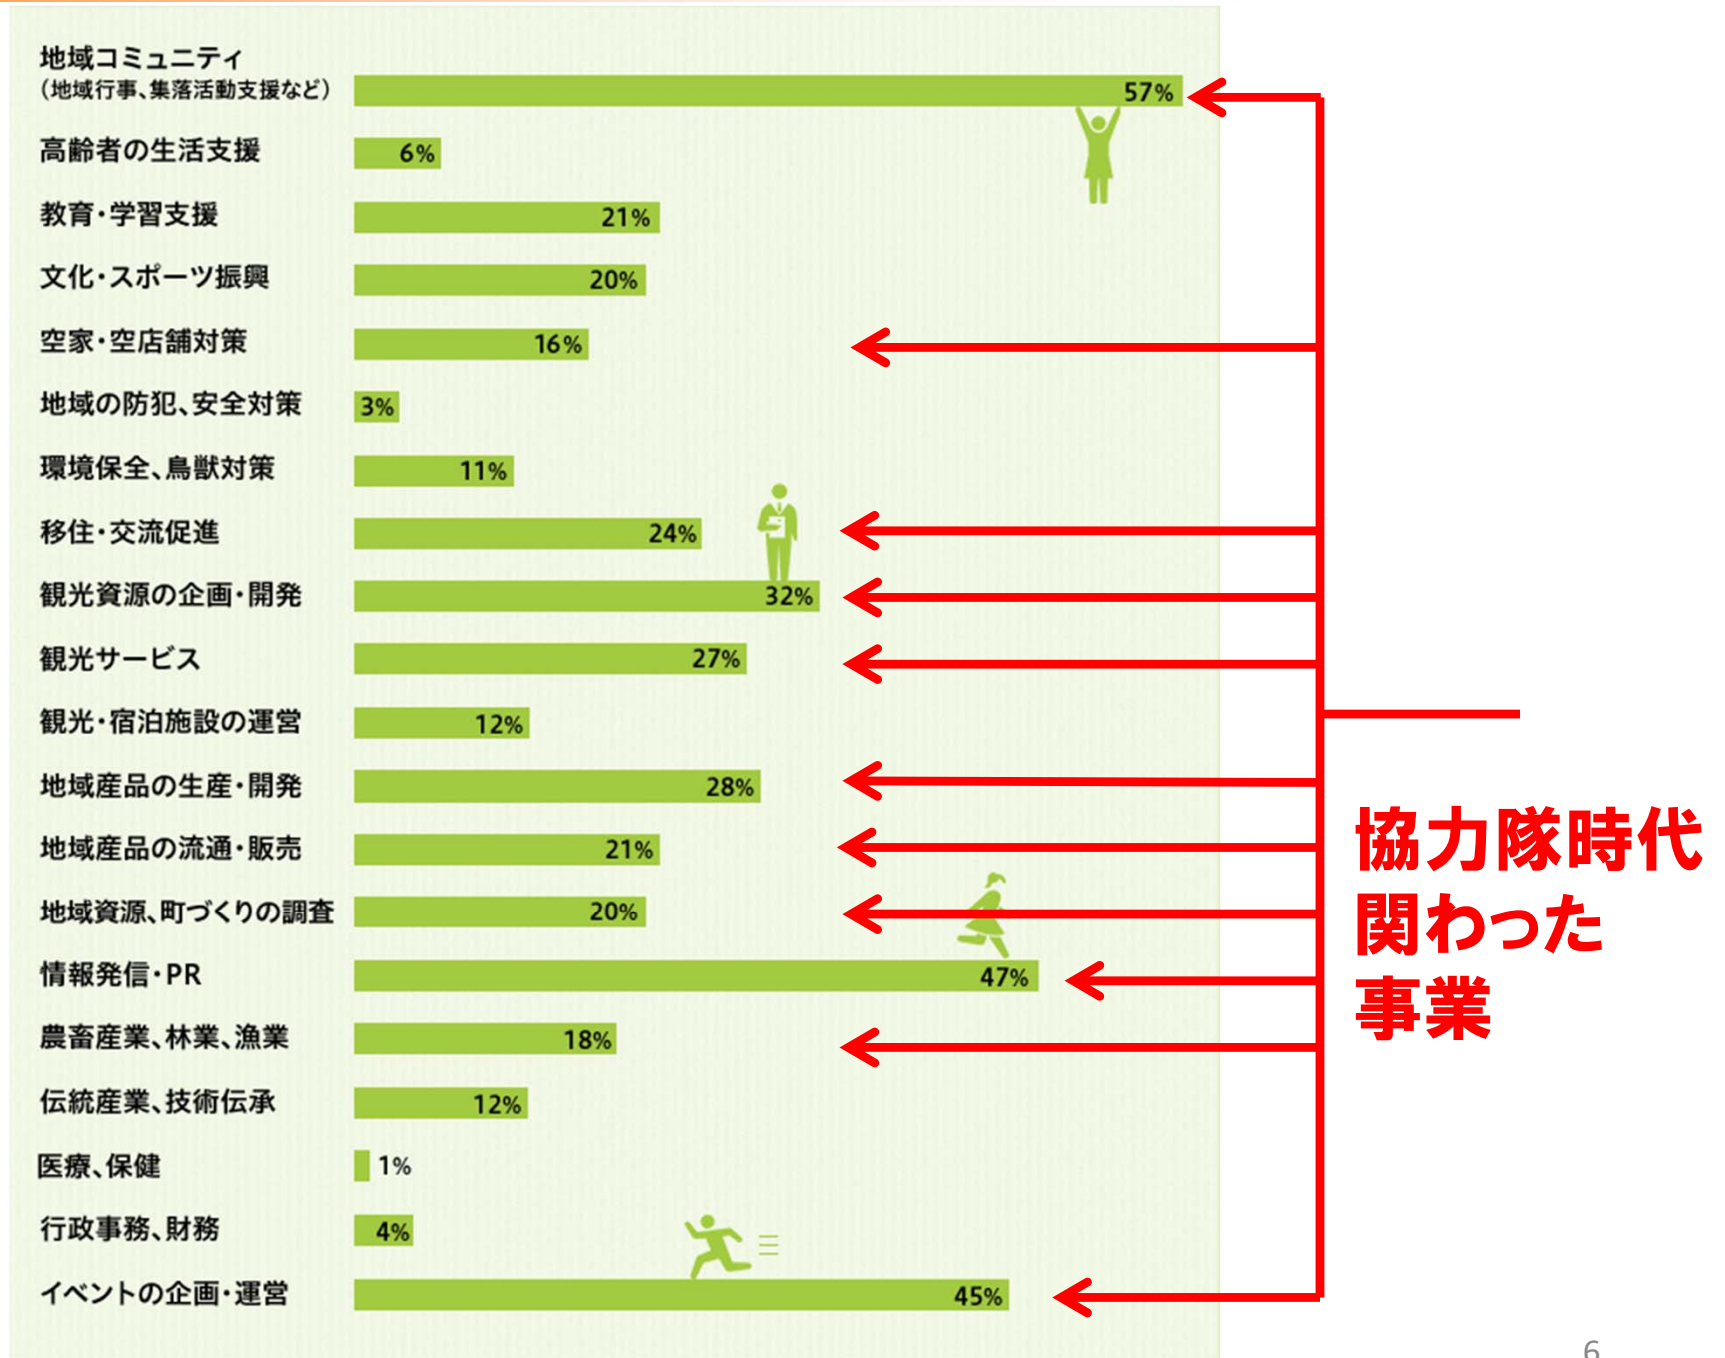 地域コミュニティ
（地域行事、集落活動支援など）
57%
高齢者の生活支援
6%
教育・学習支援
21%
文化・スポーツ振興
20%
空家・空店舗対策
16%
地域の防犯、安全対策
3%
環境保全、鳥獣対策
11%
移住・交流促進
24%
観光資源の企画・開発
32%
観光サービス
27%
観光・宿泊施設の運営
12%
地域産品の生産・開発
28%
地域産品の流通・販売
21%
地域資源、町づくりの調査
20%
情報発信・PR
47%
農畜産業、林業、漁業
18%
伝統産業、技術伝承
12%
医療、保健
1%
行政事務、財務
4%
イベントの企画・運営
45%
協力隊時代
関わった
事業
6